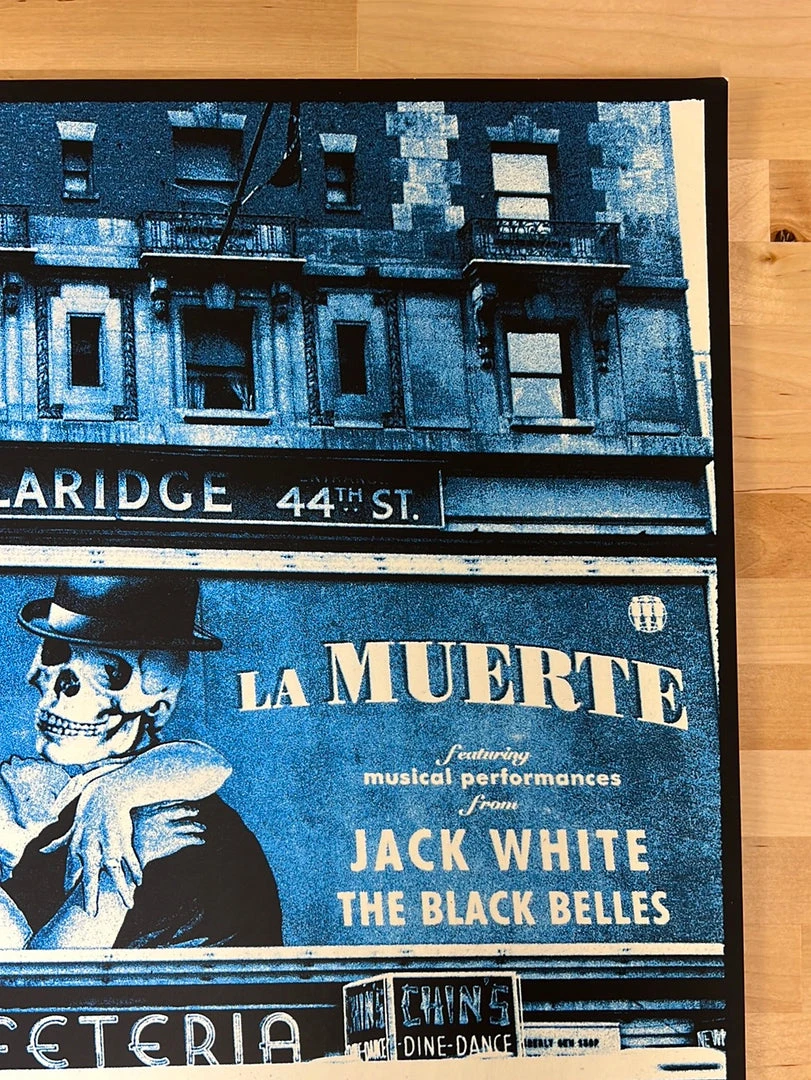 LARIDGE 44TH ST.
LA MUERTE
featuring
musical performances
from
JACK WHITE
THE BLACK BELLES
FETERIA
CHIN'S
DINE-DANCE